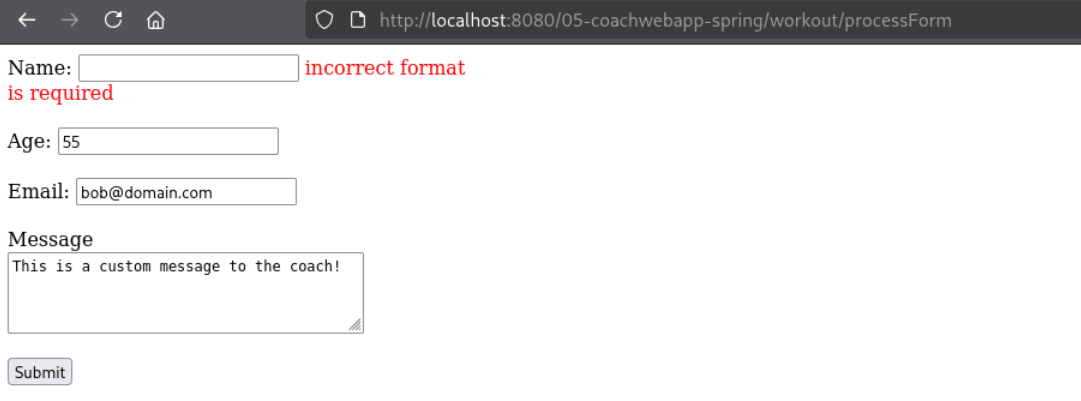 http://localhost:8080/05-coachwebapp-spring/workout/processForm
Name: incorrect format
is required
Age: 55
Email: bob@domain.com
Message
This is a custom message to the coach!
Submit